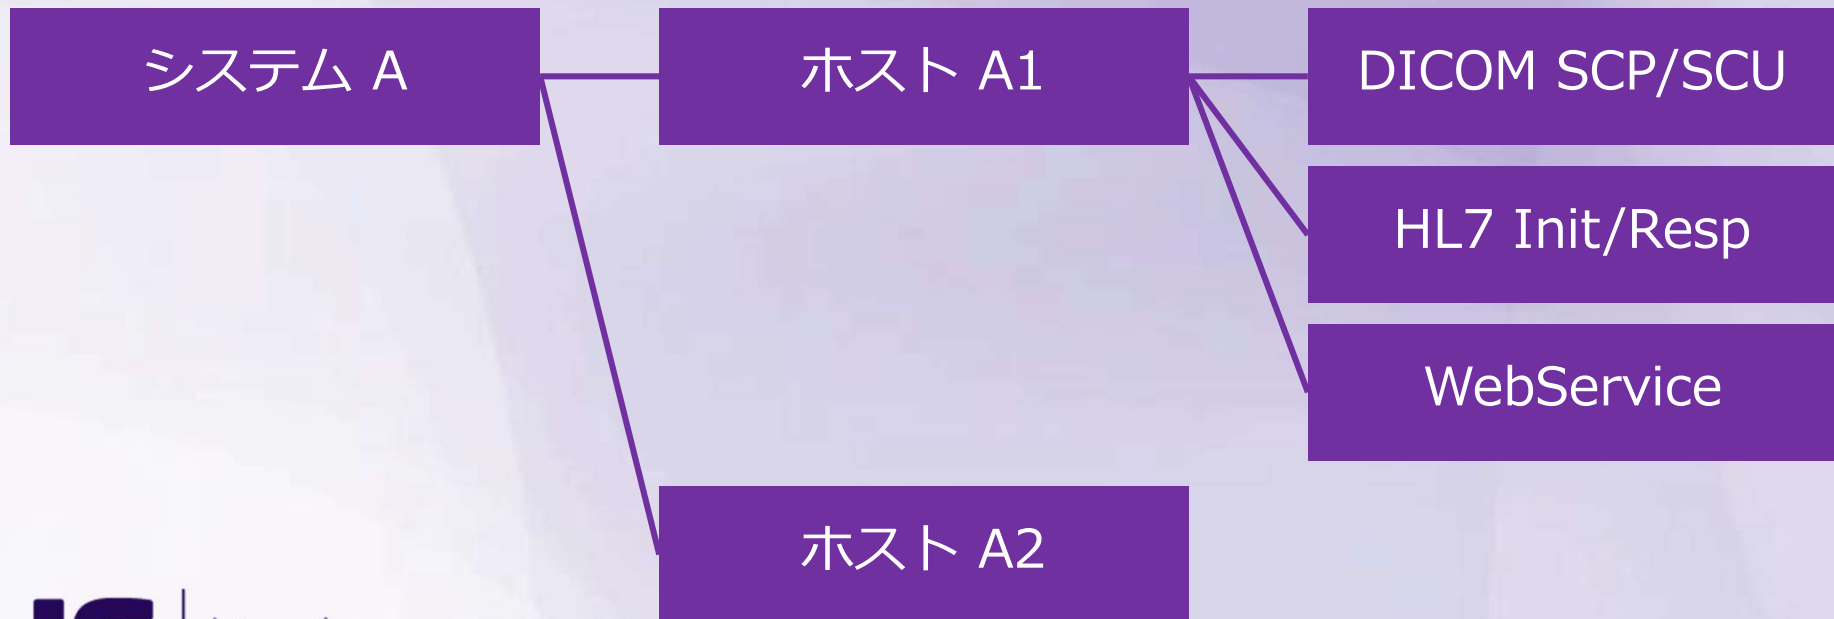 システム A
ホスト A1
DICOM SCP/SCU
HL7 Init/Resp
WebService
ホスト A2